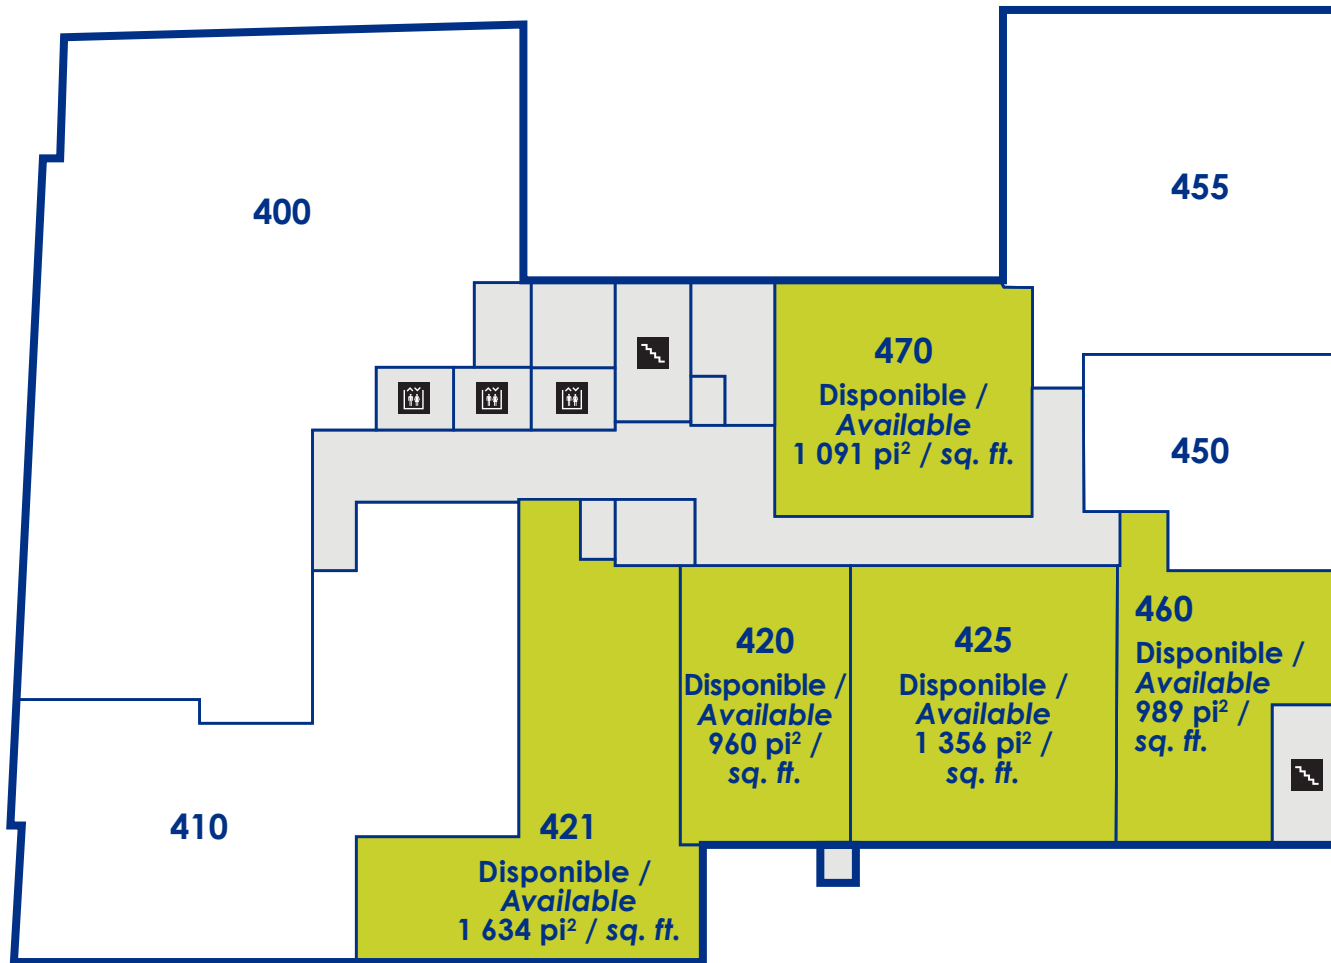 400
455
470
Disponible /
Available
1 091 pi² / sq. ft.
450
460
Disponible /
Available
989 pi² /
sq. ft.
420
Disponible /
Available
960 pi² /
sq. ft.
425
Disponible /
Available
1 356 pi² /
sq. ft.
410
421
Disponible /
Available
1 634 pi² / sq. ft.